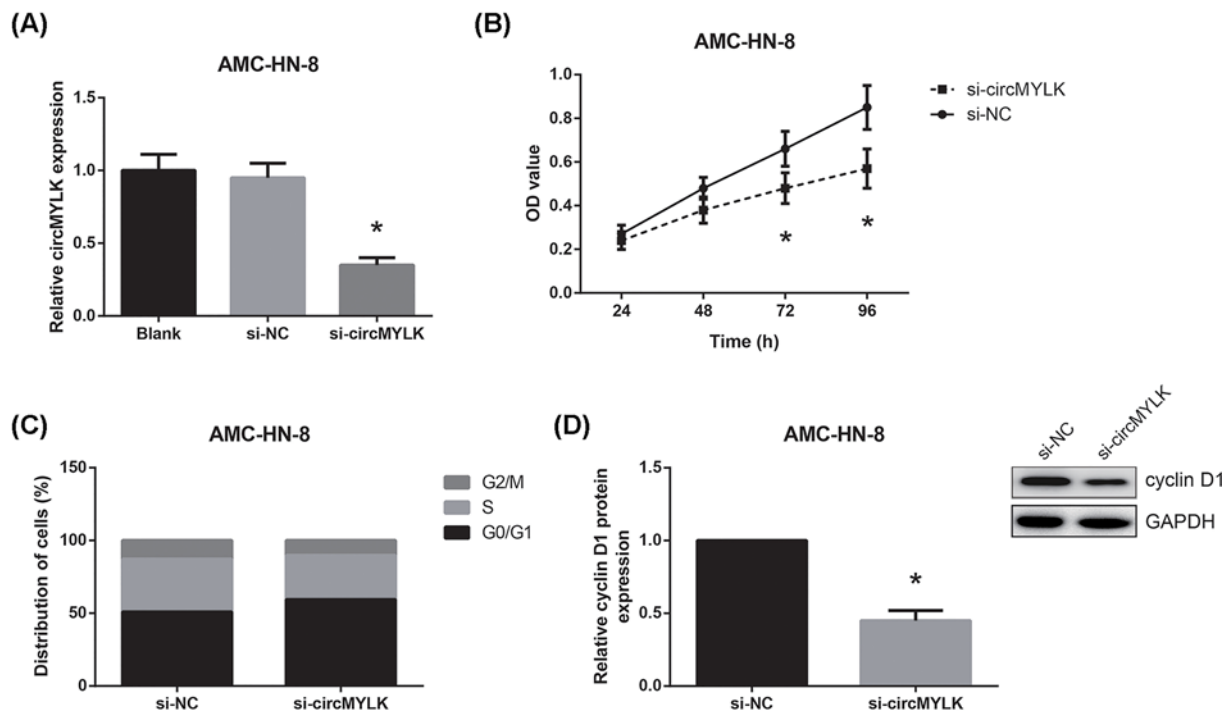 (A)
AMC-HN-8
Relative circMYLK expression
1.5
1.0
0.5
0.0
Blank
si-NC
si-circMYLK
*
(B)
AMC-HN-8
OD value
1.0
0.8
0.6
0.4
0.2
0.0
24
48
72
96
Time (h)
*
*
si-circMYLK
si-NC
(C)
AMC-HN-8
Distribution of cells (%)
150
100
50
0
si-NC
si-circMYLK
G2/M
S
G0/G1
(D)
AMC-HN-8
Relative cyclin D1 protein
expression
1.5
1.0
0.5
0.0
si-NC
si-circMYLK
*
si-NC
si-circMYLK
cyclin D1
GAPDH